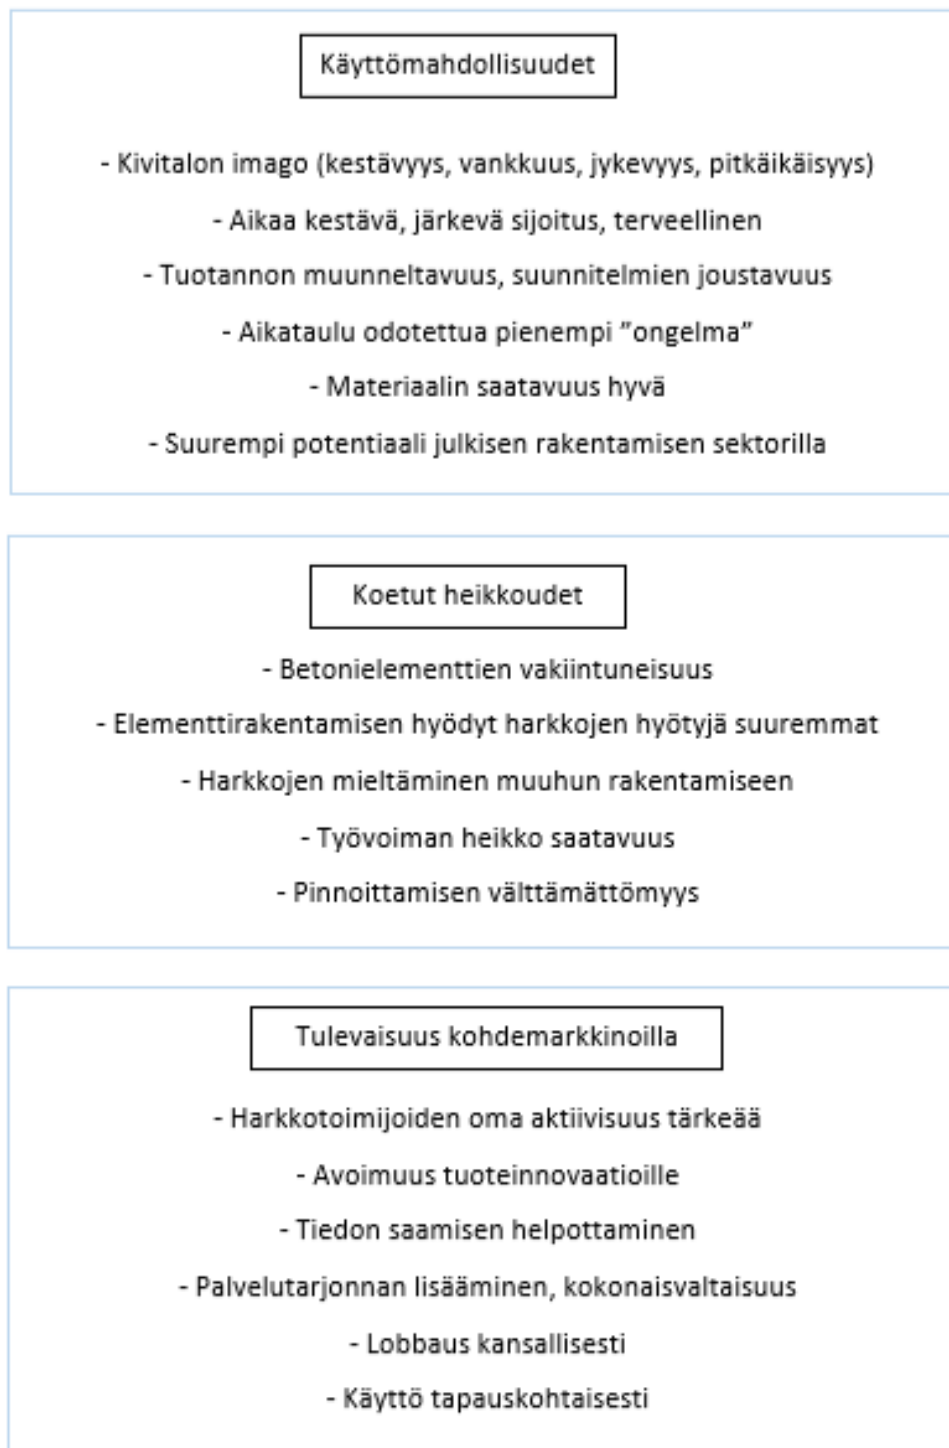 Käyttömahdollisuudet
- Kivitalon imago (kestävyys, vankkuus, jykevyys, pitkäikäisyys)
- Aikaa kestävä, järkevä sijoitus, terveellinen
- Tuotannon muunneltavuus, suunnitelmien joustavuus
- Aikataulu odotettua pienempi ”ongelma”
- Materiaalin saatavuus hyvä
- Suurempi potentiaali julkisen rakentamisen sektorilla
Koetut heikkoudet
- Betonielementtien vakiintuneisuus
- Elementtirakentamisen hyödyt harkkojen hyötyjä suuremmat
- Harkkojen mieltäminen muuhun rakentamiseen
- Työvoiman heikko saatavuus
- Pinnoittamisen välttämättömyys
Tulevaisuus kohdemarkkinoilla
- Harkkotoimijoiden oma aktiivisuus tärkeää
- Avoimuus tuoteinnovaatioille
- Tiedon saamisen helpottaminen
- Palvelutarjonnan lisääminen, kokonaisvaltaisuus
- Lobbaus kansallisesti
- Käyttö tapauskohtaisesti